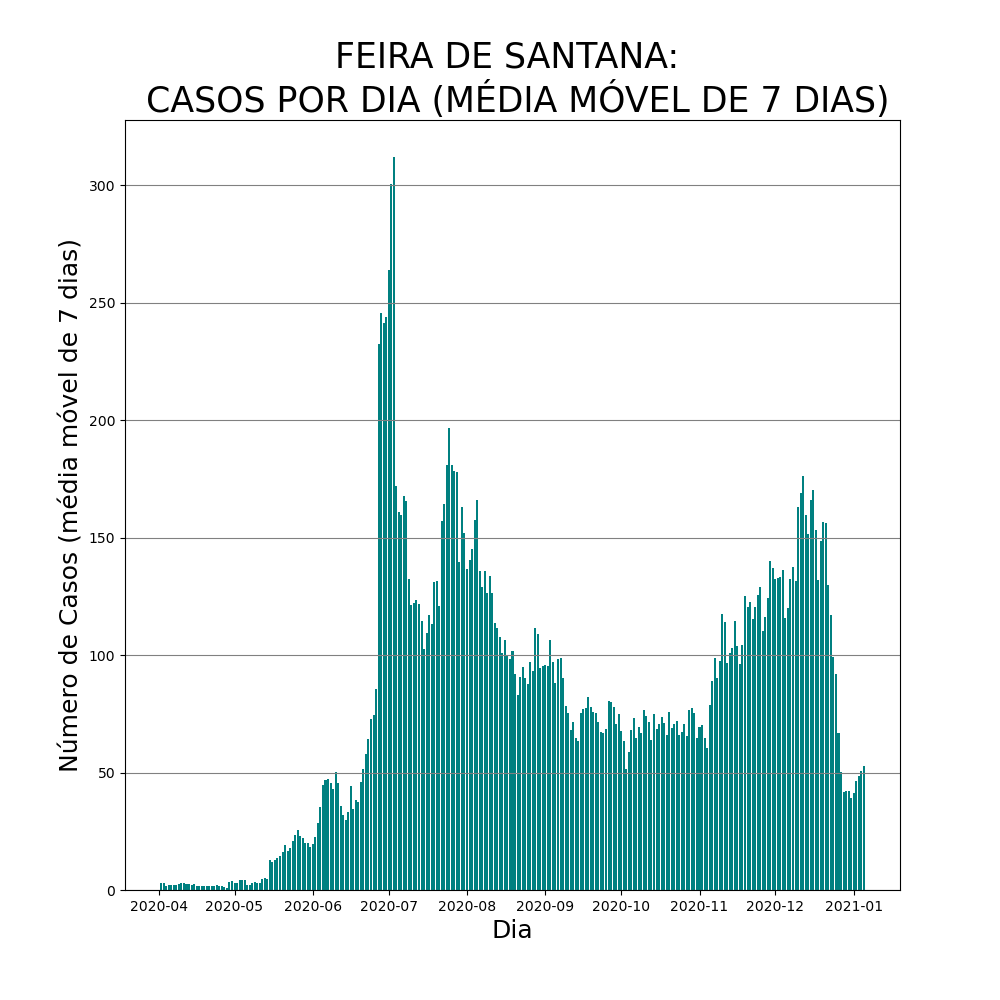 FEIRA DE SANTANA:
CASOS POR DIA (MÉDIA MÓVEL DE 7 DIAS)
Número de Casos (média móvel de 7 dias)
300
250
200
150
100
50
0
2020-04 2020-05 2020-06 2020-07 2020-08 2020-09 2020-10 2020-11 2020-12 2021-01
Dia